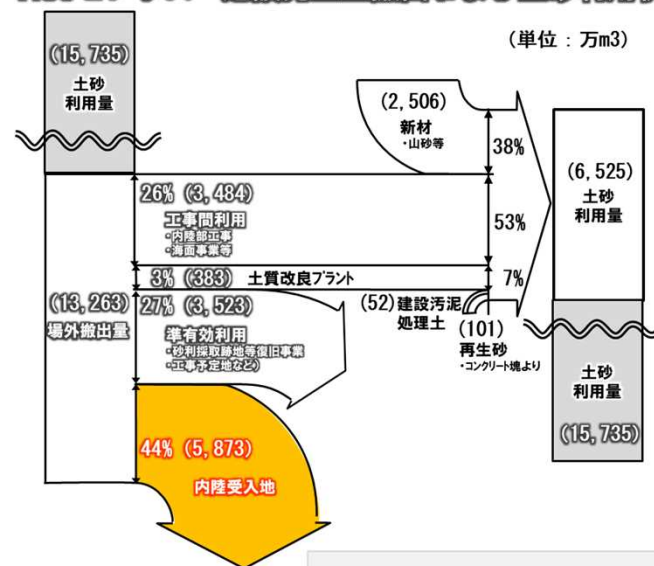 (単位：万m3)
(15,735)
土砂
利用量
(2,506)
新材
・山砂等
38%
(6,525)
土砂
利用量
26% (3,484)
工事間利用
・内陸部工事
・海面事業等
53%
3% (383) 土質改良プラント
7%
(13,263)
場外搬出量
27% (3,523)
準有効利用
・砂利採取跡地等復旧事業
・工事予定地など)
(52) 建設汚泥
処理土
(101)
再生砂
・コンクリート塊より
土砂
利用量
(15,735)
44% (5,873)
内陸受入地